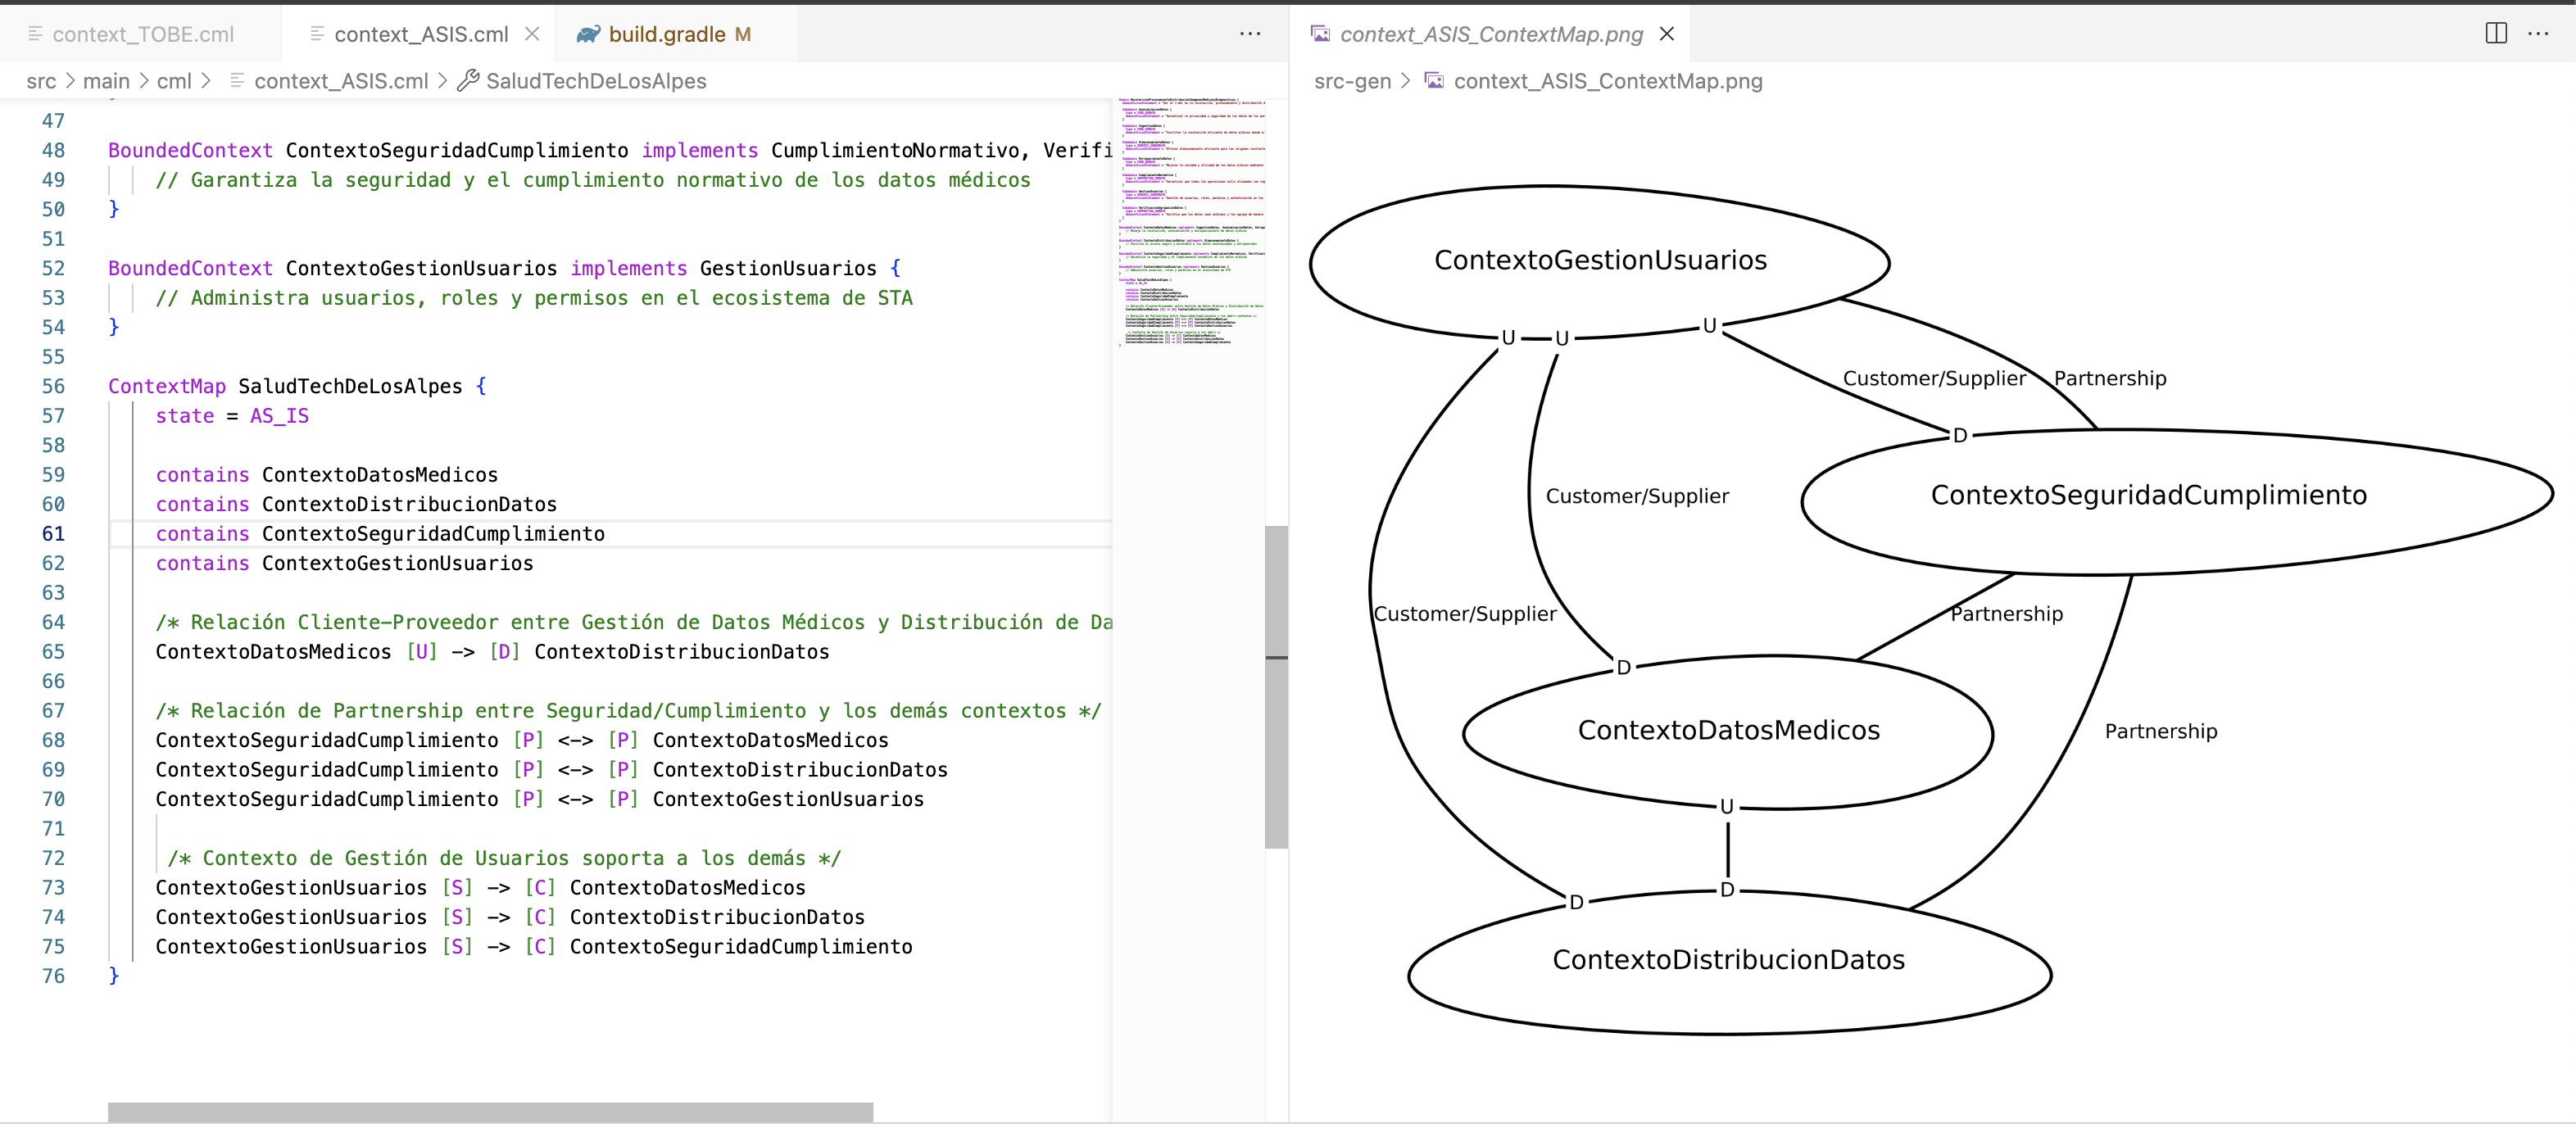 context_TOBE.cml
context_ASIS.cml
build.gradle M
src > main > cml > context_ASIS.cml > SaludTechDeLosAlpes
47
48 BoundedContext ContextoSeguridadCumplimiento implements CumplimientoNormativo, Verifi
49 // Garantiza la seguridad y el cumplimiento normativo de los datos médicos
50 }
51
52 BoundedContext ContextoGestionUsuarios implements GestionUsuarios {
53 // Administra usuarios, roles y permisos en el ecosistema de STA
54 }
55
56 ContextMap SaludTechDeLosAlpes {
57 state = AS_IS
58
59 contains ContextoDatosMedicos
60 contains ContextoDistribucionDatos
61 contains ContextoSeguridadCumplimiento
62 contains ContextoGestionUsuarios
63
64 /* Relación Cliente-Proveedor entre Gestión de Datos Médicos y Distribución de Da
65 ContextoDatosMedicos [U] -> [D] ContextoDistribucionDatos
66
67 /* Relación de Partnership entre Seguridad/Cumplimiento y los demás contextos */
68 ContextoSeguridadCumplimiento [P] <-> [P] ContextoDatosMedicos
69 ContextoSeguridadCumplimiento [P] <-> [P] ContextoDistribucionDatos
70 ContextoSeguridadCumplimiento [P] <-> [P] ContextoGestionUsuarios
71
72 /* Contexto de Gestión de Usuarios soporta a los demás */
73 ContextoGestionUsuarios [S] -> [C] ContextoDatosMedicos
74 ContextoGestionUsuarios [S] -> [C] ContextoDistribucionDatos
75 ContextoGestionUsuarios [S] -> [C] ContextoSeguridadCumplimiento
76 }
context_ASIS_ContextMap.png
src-gen > context_ASIS_ContextMap.png
ContextoGestionUsuarios
U
U
U
Customer/Supplier
Partnership
D
ContextoSeguridadCumplimiento
Customer/Supplier
Customer/Supplier
Partnership
D
ContextoDatosMedicos
Partnership
U
D
D
ContextoDistribucionDatos